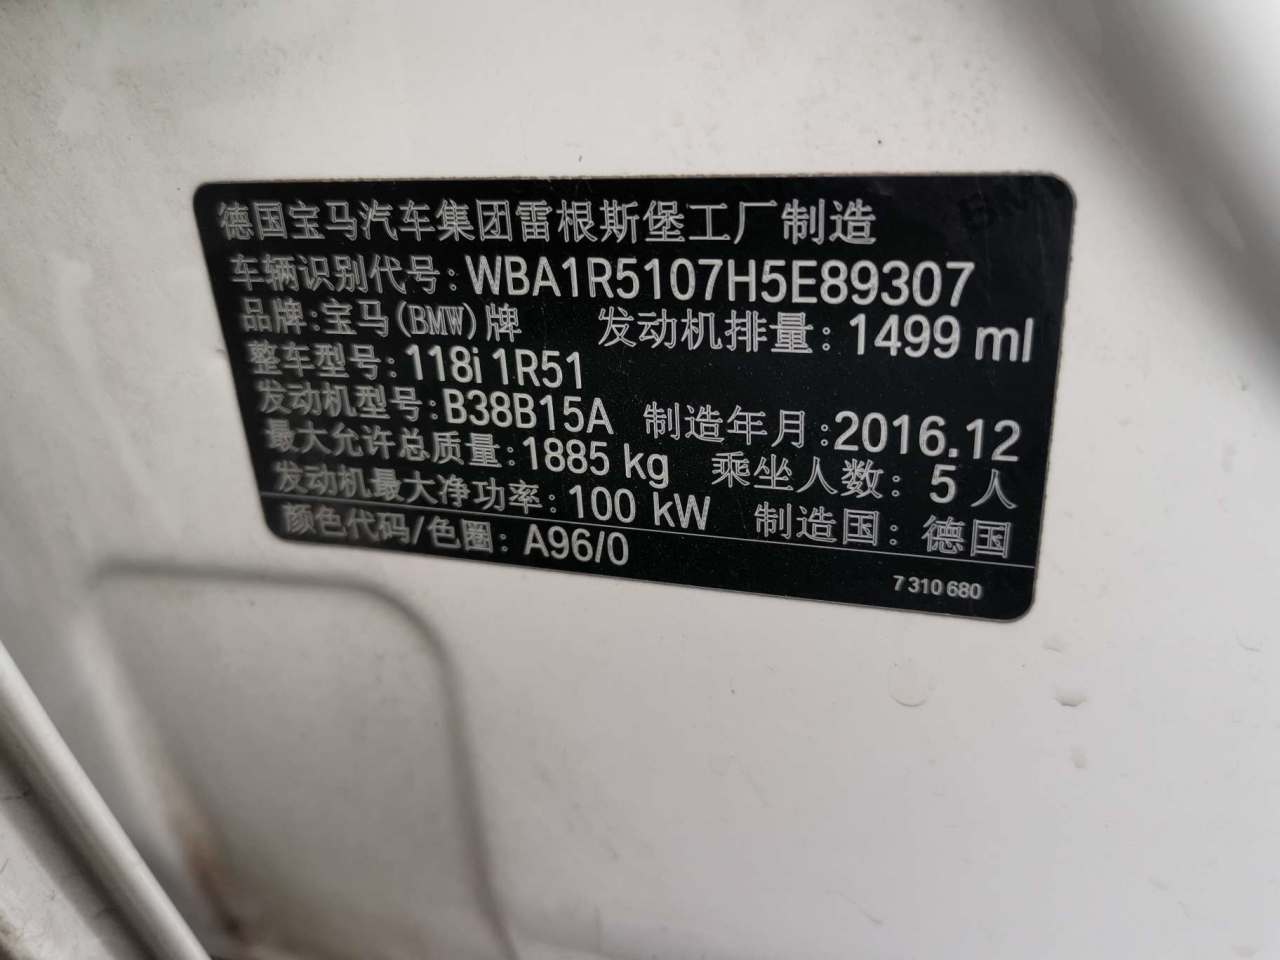 德国宝马汽车集团雷根斯堡工厂制造
车辆识别代号: WBA1R5107H5E89307
品牌: 宝马(BMW)牌 发动机排量: 1499 ml
整车型号: 118i 1R51
发动机型号: B38B15A 制造年月: 2016.12
最大允许总质量: 1885 kg 乘坐人数: 5 人
发动机最大净功率: 100 kW 制造国: 德国
颜色代码/色圈: A96/0
7 310 680